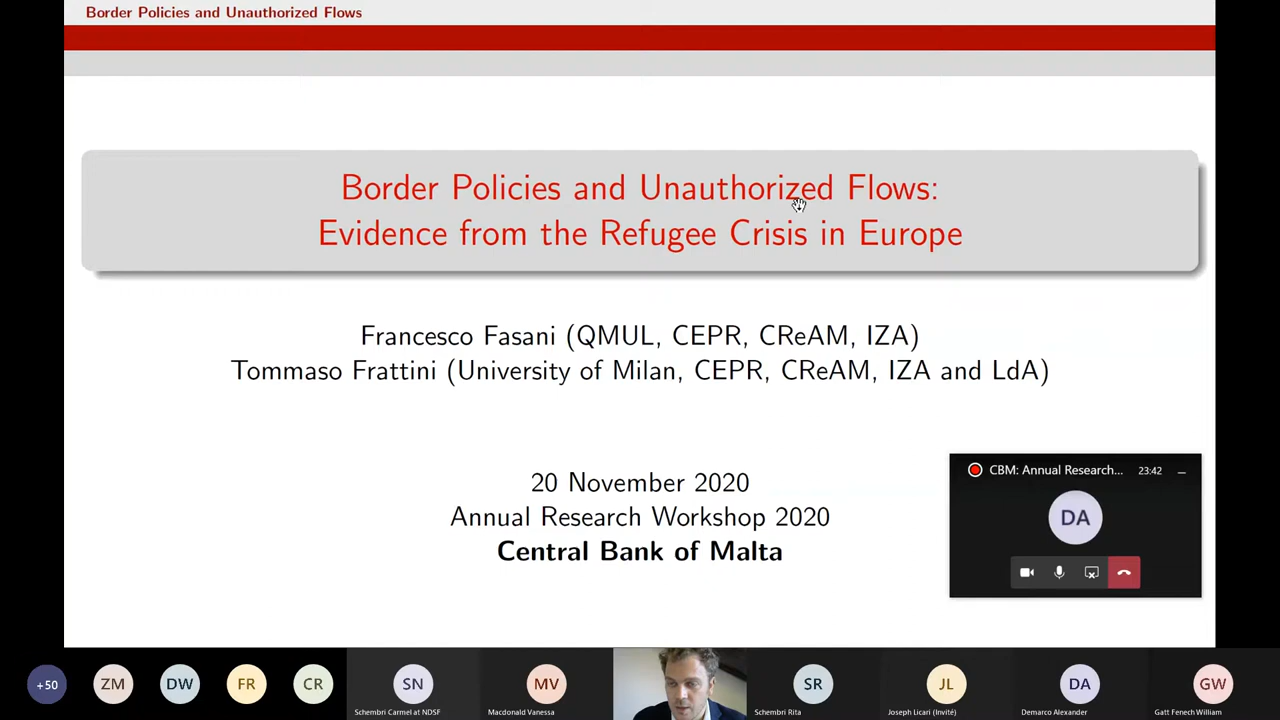 Border Policies and Unauthorized Flows
Border Policies and Unauthorized Flows:
Evidence from the Refugee Crisis in Europe
Francesco Fasani (QMUL, CEPR, CReAM, IZA)
Tommaso Frattini (University of Milan, CEPR, CReAM, IZA and LdA)
20 November 2020
Annual Research Workshop 2020
Central Bank of Malta
CBM: Annual Research... 23:42
DA
+50 ZM DW FR CR SN MV SR JL DA GW
Schembri Carmel at NDSF Macdonald Vanessa Schembri Rita Joseph Licari (Invité) Demarco Alexander Gatt Fenech William